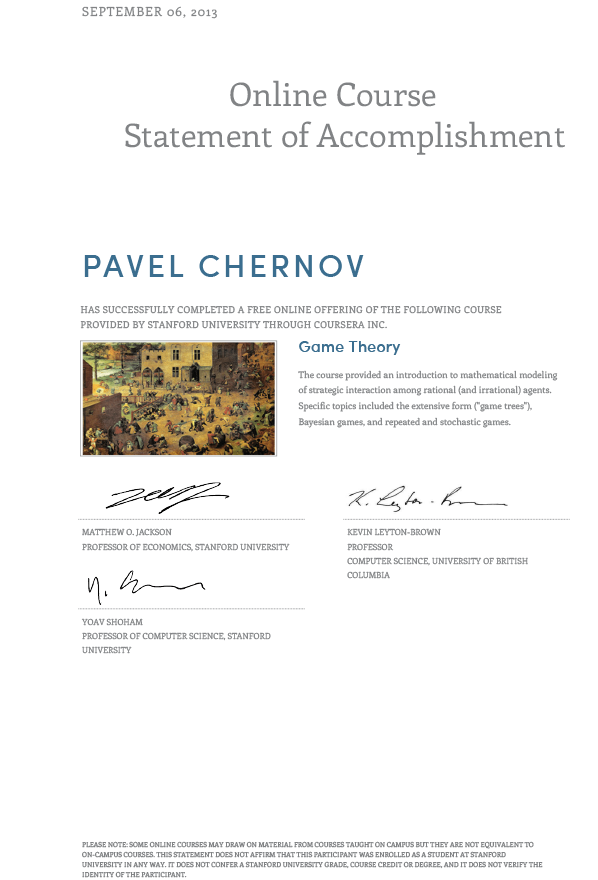 SEPTEMBER 06, 2013
Online Course
Statement of Accomplishment
PAVEL CHERNOV
HAS SUCCESSFULLY COMPLETED A FREE ONLINE OFFERING OF THE FOLLOWING COURSE
PROVIDED BY STANFORD UNIVERSITY THROUGH COURSERA INC.
Game Theory
The course provided an introduction to mathematical modeling
of strategic interaction among rational (and irrational) agents.
Specific topics included the extensive form ("game trees"),
Bayesian games, and repeated and stochastic games.
MATTHEW O. JACKSON
PROFESSOR OF ECONOMICS, STANFORD UNIVERSITY
K. Leyton-Brown
KEVIN LEYTON-BROWN
PROFESSOR
COMPUTER SCIENCE, UNIVERSITY OF BRITISH
COLUMBIA
YOAV SHOHAM
PROFESSOR OF COMPUTER SCIENCE, STANFORD
UNIVERSITY
PLEASE NOTE: SOME ONLINE COURSES MAY DRAW ON MATERIAL FROM COURSES TAUGHT ON CAMPUS BUT THEY ARE NOT EQUIVALENT TO
ON-CAMPUS COURSES. THIS STATEMENT DOES NOT AFFIRM THAT THIS PARTICIPANT WAS ENROLLED AS A STUDENT AT STANFORD
UNIVERSITY IN ANY WAY. IT DOES NOT CONFER A STANFORD UNIVERSITY GRADE, COURSE CREDIT OR DEGREE, AND IT DOES NOT VERIFY THE
IDENTITY OF THE PARTICIPANT.